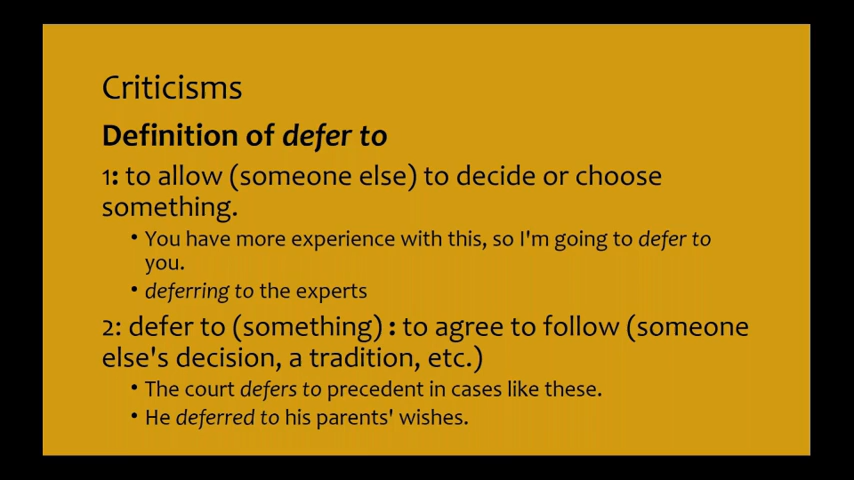 Criticisms
Definition of defer to
1: to allow (someone else) to decide or choose
something.
• You have more experience with this, so I'm going to defer to
you.
• deferring to the experts
2: defer to (something) : to agree to follow (someone
else's decision, a tradition, etc.)
• The court defers to precedent in cases like these.
• He deferred to his parents' wishes.